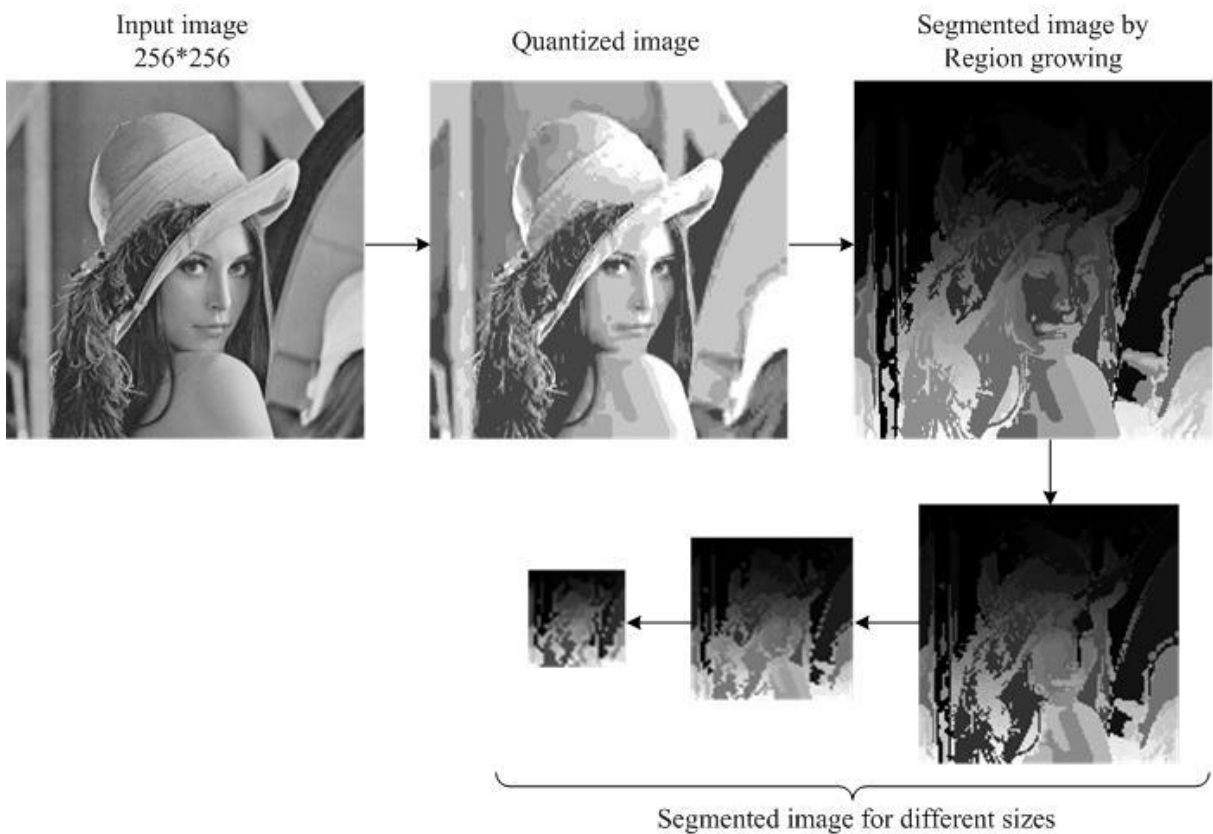 Input image
256*256
Quantized image
Segmented image by
Region growing
Segmented image for different sizes